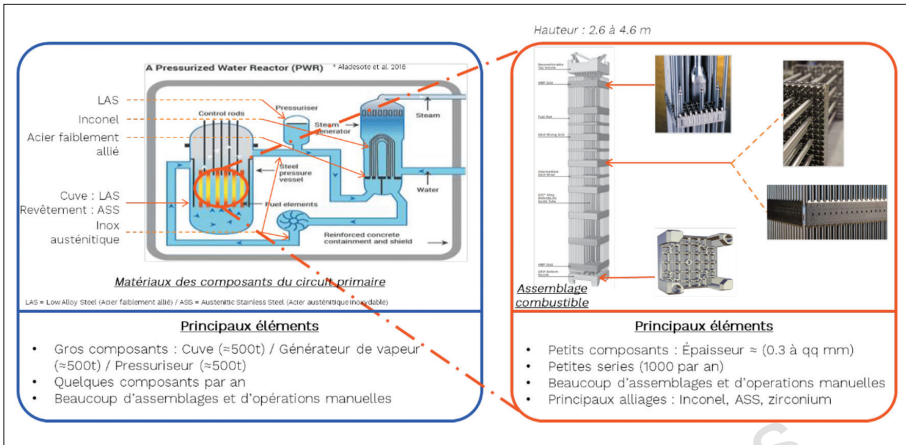 Hauteur : 2.6 à 4.6 m
A Pressurized Water Reactor (PWR)
* Aladesote et al. 2018
LAS
Inconel
Acier faiblement
allié
Cuve : LAS
Revêtement : ASS
Inox
austénitique
Control rods
Pressuriser
Steam
generator
Steam
Steel
pressure
vessel
Water
Fuel elements
Reinforced concrete
containment and shield
Matériaux des composants du circuit primaire
LAS = Low Alloy Steel (Acier faiblement allié) / ASS = Austenitic Stainless Steel (Acier austénitique inoxydable)
Principaux éléments
• Gros composants : Cuve (≈500t) / Générateur de vapeur
(≈500t) / Pressuriseur (≈500t)
• Quelques composants par an
• Beaucoup d'assemblages et d'opérations manuelles
Fuel Rod
Assemblage
combustible
Principaux éléments
• Petits composants : Épaisseur ≈ (0.3 à qq mm)
• Petites series (1000 par an)
• Beaucoup d'assemblages et d'operations manuelles
• Principaux alliages : Inconel, ASS, zirconium